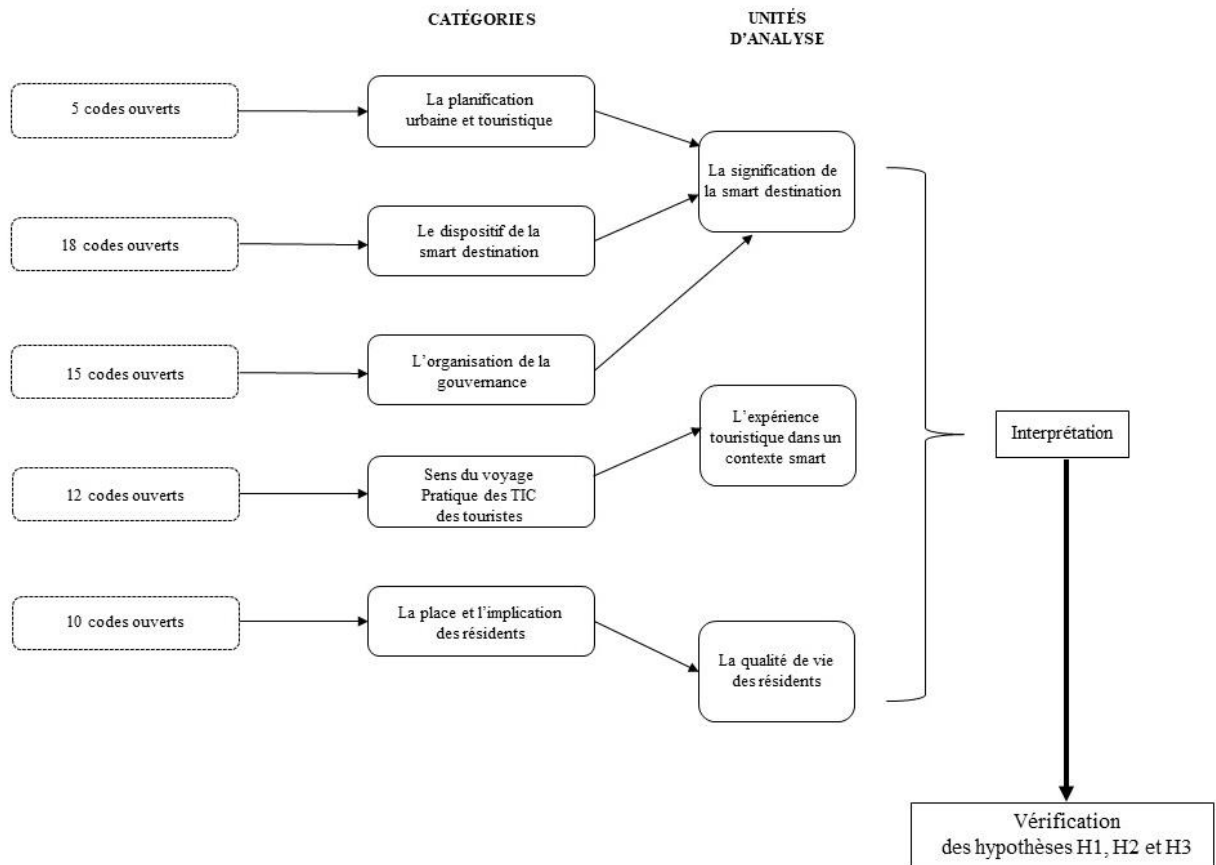 CATÉGORIES
UNITÉS
D'ANALYSE
5 codes ouverts
La planification
urbaine et touristique
La signification de
la smart destination
18 codes ouverts
Le dispositif de la
smart destination
15 codes ouverts
L'organisation de la
gouvernance
L'expérience
touristique dans un
contexte smart
Interprétation
12 codes ouverts
Sens du voyage
Pratique des TIC
des touristes
10 codes ouverts
La place et l'implication
des résidents
La qualité de vie
des résidents
Vérification
des hypothèses H1, H2 et H3